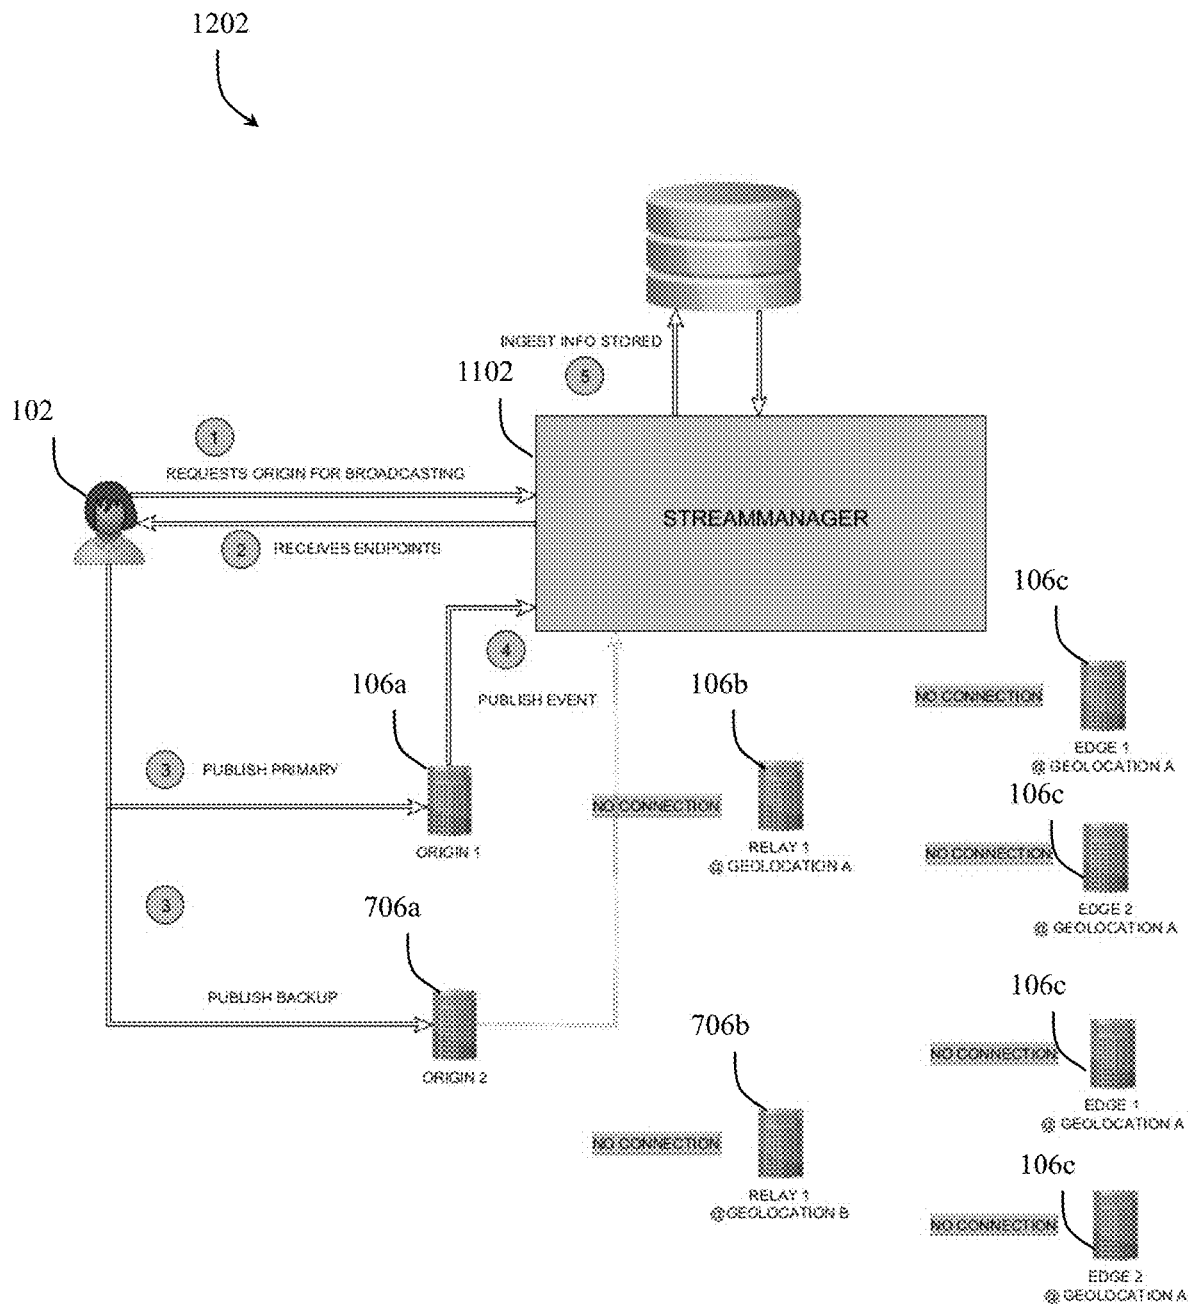 1202
INGEST INFO STORED
5
1102
102
1
REQUESTS ORIGIN FOR BROADCASTING
STREAMMANAGER
2
RECEIVES ENDPOINTS
106c
4
PUBLISH EVENT
106a
106b
NO CONNECTION
EDGE 1
@ GEOLOCATION A
3
PUBLISH PRIMARY
NO CONNECTION
ORIGIN 1
RELAY 1
@ GEOLOCATION A
106c
NO CONNECTION
EDGE 2
@ GEOLOCATION A
3
706a
PUBLISH BACKUP
ORIGIN 2
706b
NO CONNECTION
RELAY 1
@GEOLOCATION B
106c
NO CONNECTION
EDGE 1
@ GEOLOCATION A
106c
NO CONNECTION
EDGE 2
@ GEOLOCATION A